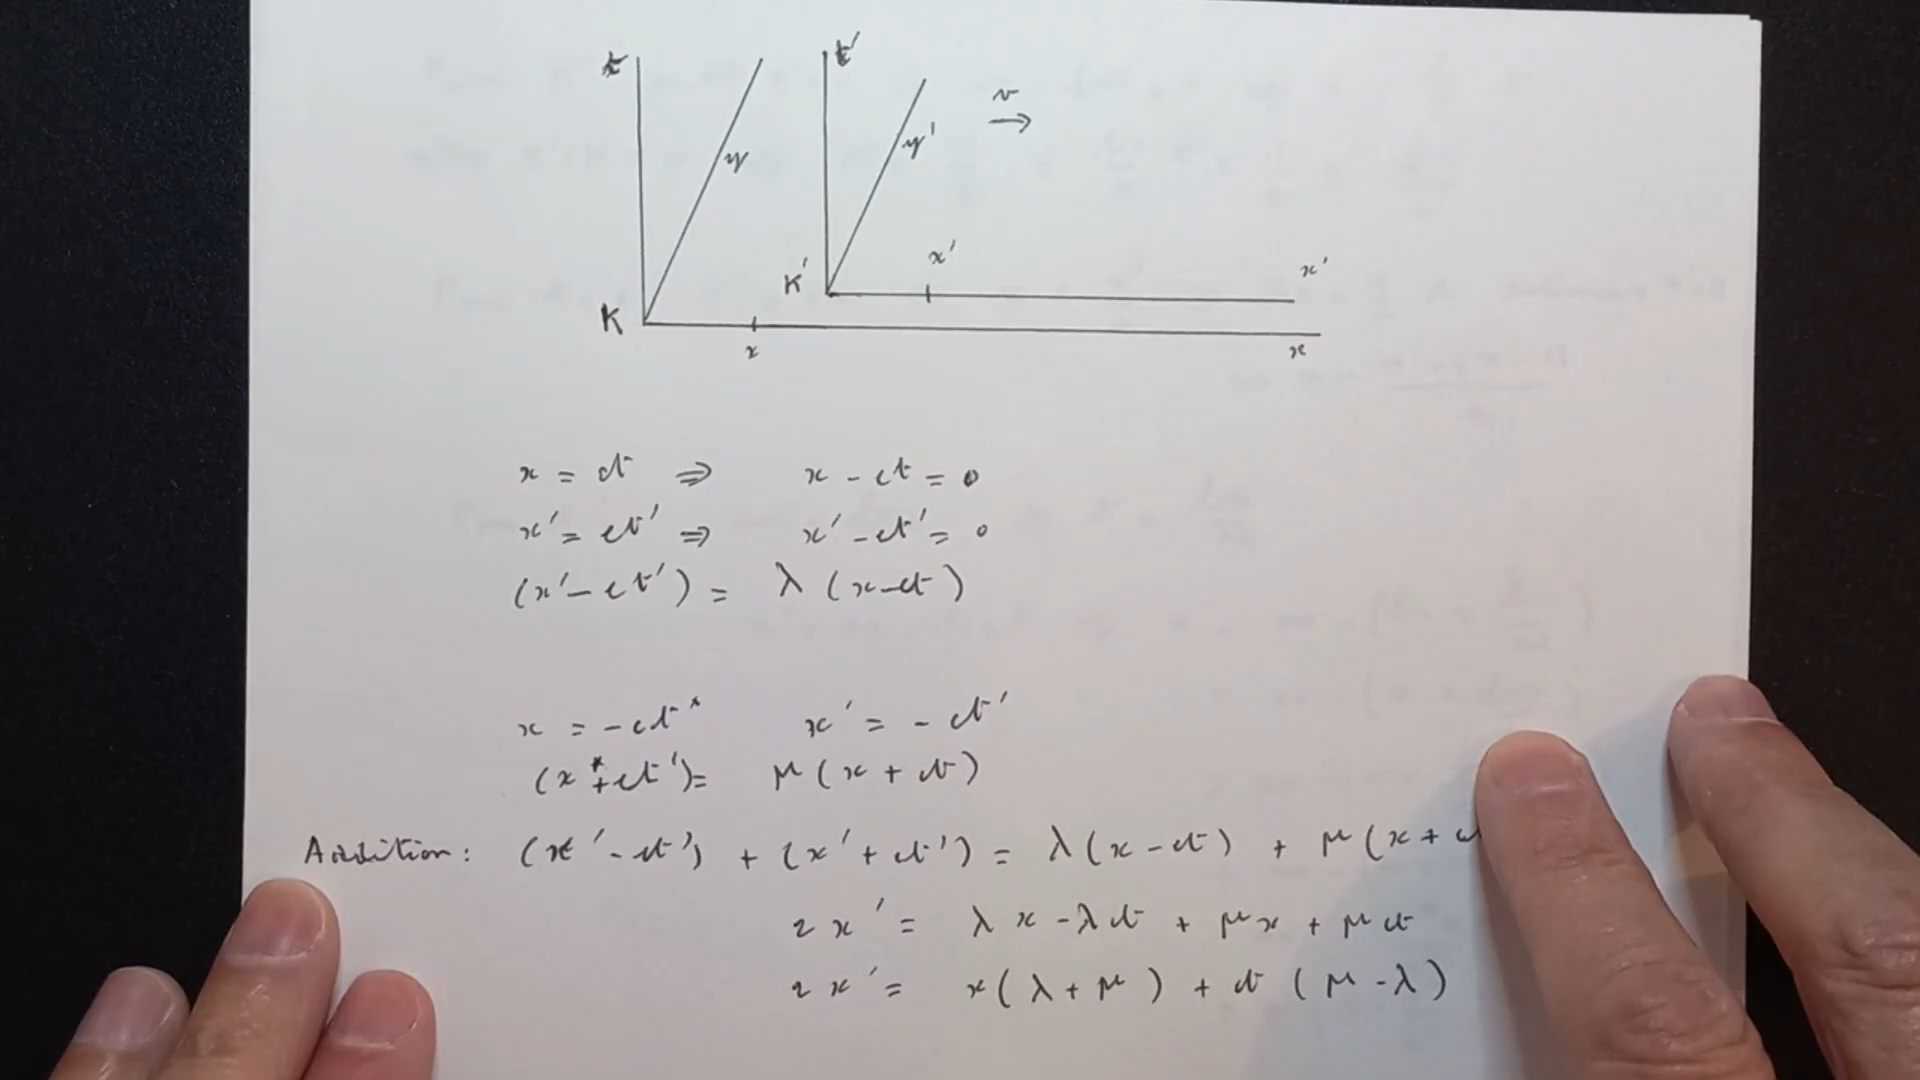 t t' v
y y'
K' x' x'
K
x x
x = ct ⇒ x - ct = 0
x' = ct' ⇒ x' - ct' = 0
(x' - ct') = λ (x - ct)
x = -ct* x' = -ct'
(x* + ct') = μ (x + ct)
Addition: (x' - ct') + (x' + ct') = λ (x - ct) + μ (x + c
2x' = λx - λct + μx + μct
2x' = x (λ + μ) + ct (μ - λ)